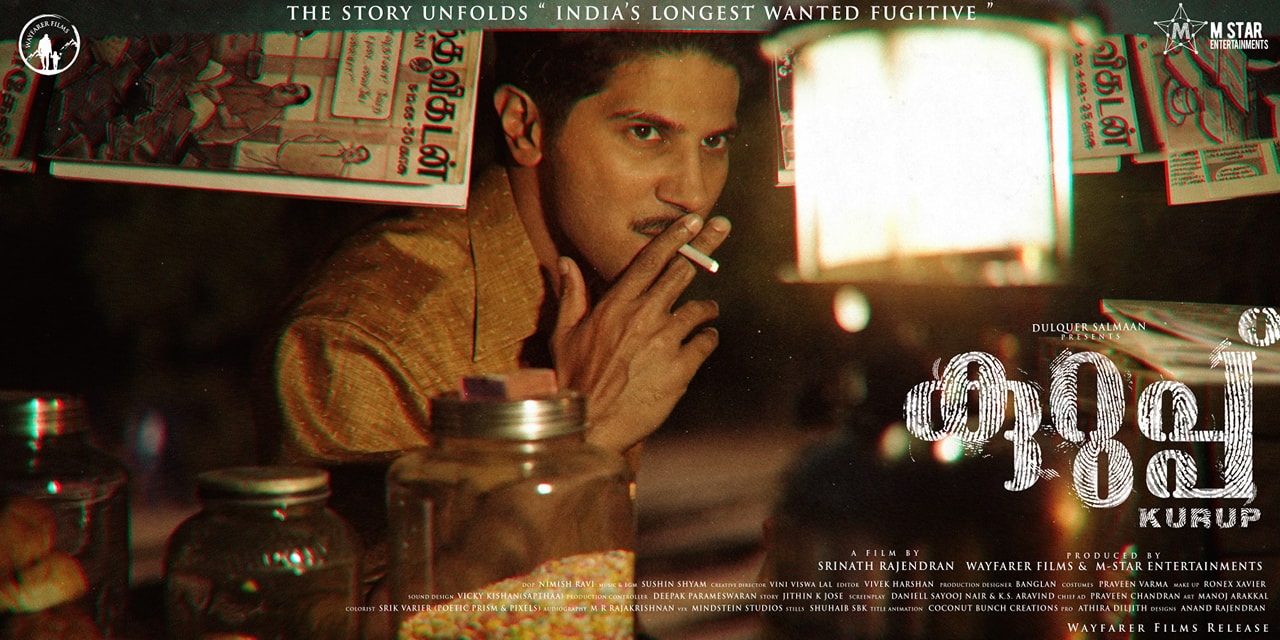 THE STORY UNFOLDS “ INDIA’S LONGEST WANTED FUGITIVE ”
WAYFARER FILMS
M
M STAR
ENTERTAINMENTS
விகடன்
DULQUER SALMAAN
PRESENTS
കുറുപ്പ്
KURUP
A FILM BY
SRINATH RAJENDRAN
PRODUCED BY
WAYFARER FILMS & M-STAR ENTERTAINMENTS
DOP NIMISH RAVI MUSIC & BGM SUSHIN SHYAM CREATIVE DIRECTOR VINI VISWA LAL EDITOR VIVEK HARSHAN PRODUCTION DESIGNER BANGLAN COSTUMES PRAVEEN VARMA MAKE UP RONEX XAVIER
SOUND DESIGN VICKY KISHAN(SAPTHAA) PRODUCTION CONTROLLER DEEPAK PARAMESWARAN STORY JITHIN K JOSE SCREENPLAY DANIELL SAYOOJ NAIR & K.S. ARAVIND CHIEF AD PRAVEEN CHANDRAN ART MANOJ ARAKKAL
COLORIST SRIK VARIER (POETIC PRISM & PIXELS) AUDIOGRAPHY M R RAJAKRISHNAN VFX MINDSTEIN STUDIOS STILLS SHUHAIB SBK TITLE ANIMATION COCONUT BUNCH CREATIONS PRO ATHIRA DILJITH DESIGNS ANAND RAJENDRAN
WAYFARER FILMS RELEASE